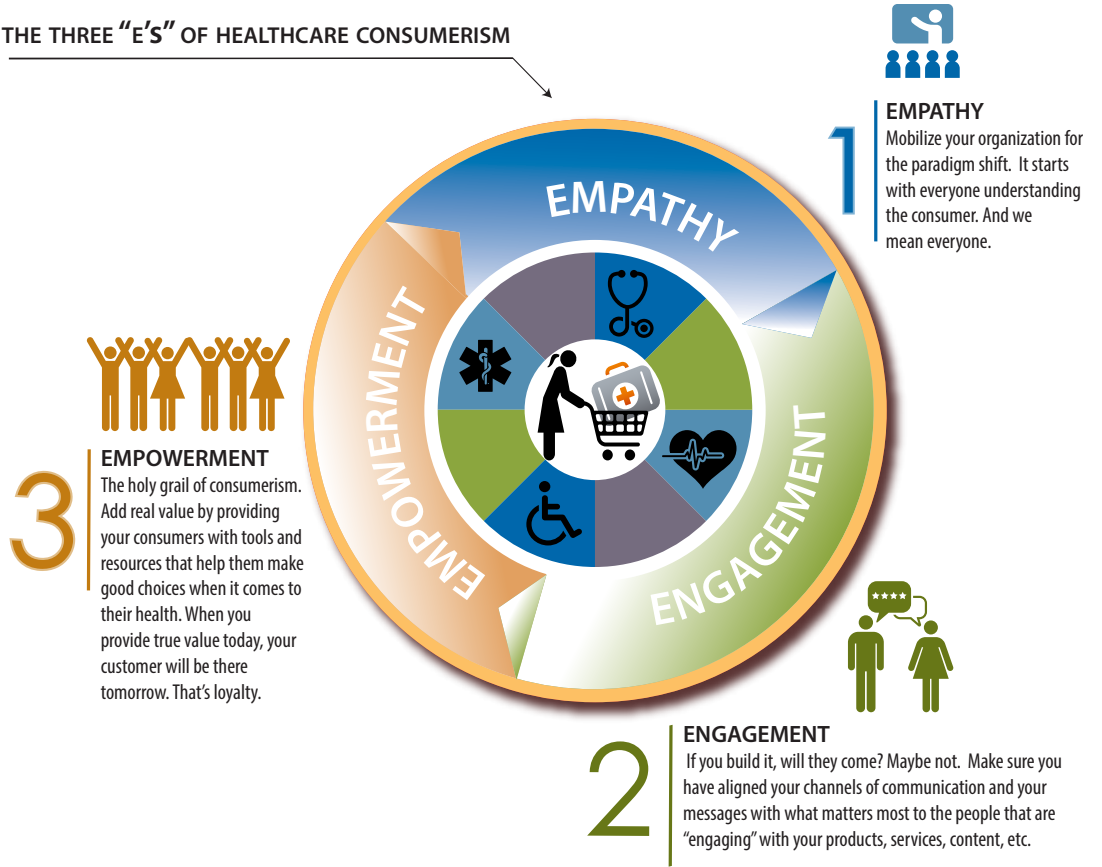 THE THREE "E'S" OF HEALTHCARE CONSUMERISM
1
EMPATHY
Mobilize your organization for
the paradigm shift.  It starts
with everyone understanding
the consumer. And we
mean everyone.
EMPATHY
ENGAGEMENT
EMPOWERMENT
3
EMPOWERMENT
The holy grail of consumerism.
Add real value by providing
your consumers with tools and
resources that help them make
good choices when it comes to
their health. When you
provide true value today, your
customer will be there
tomorrow. That's loyalty.
2
ENGAGEMENT
If you build it, will they come? Maybe not.  Make sure you
have aligned your channels of communication and your
messages with what matters most to the people that are
"engaging" with your products, services, content, etc.